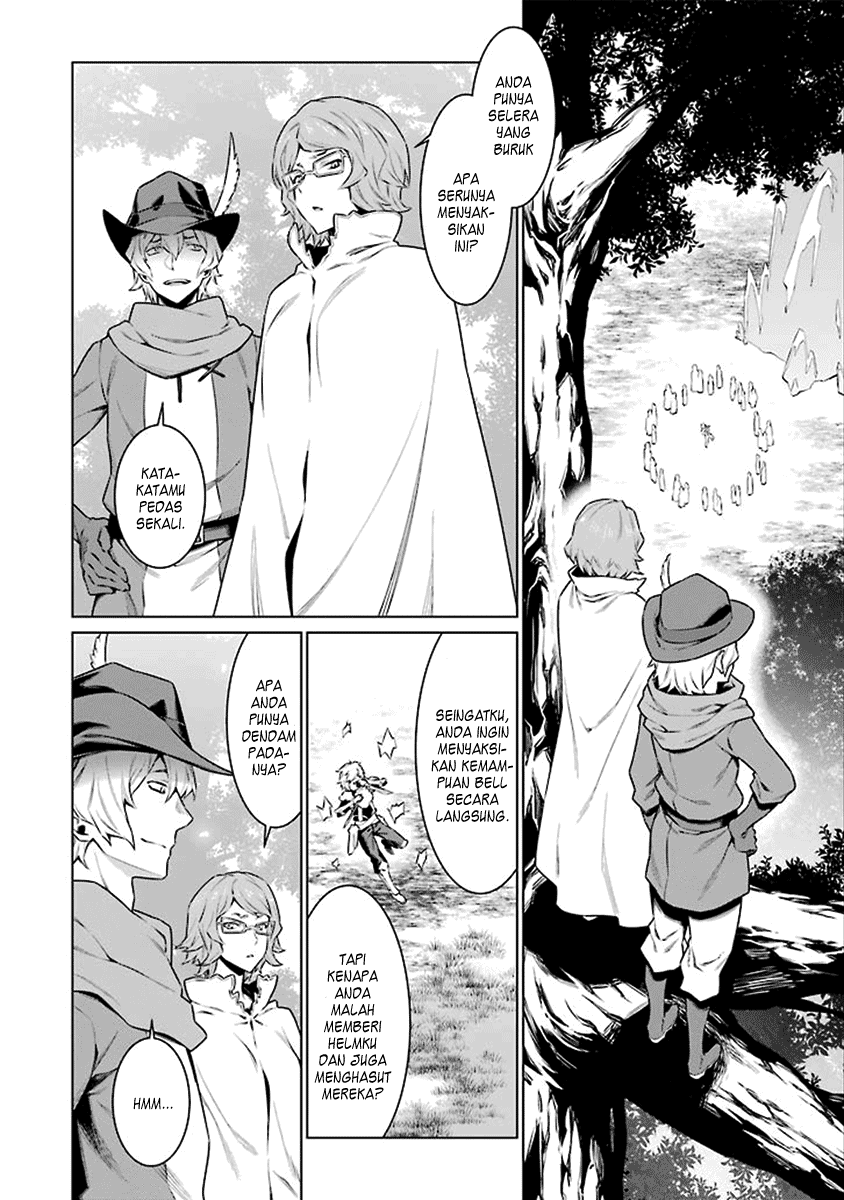 ANDA
PUNYA
SELERA
YANG
BURUK
APA
SERUNYA
MENYAK-
SIKAN
INI?
KATA-
KATAMU
PEDAS
SEKALI.
SEINGATKU,
ANDA INGIN
MENYAKSI-
KAN KEMAM-
PUAN BELL
SECARA
LANGSUNG.
TAPI
KENAPA
ANDA
MALAH
MEMBERI
HELMKU
DAN JUGA
MENGHASUT
MEREKA?
APA
ANDA
PUNYA
DENDAM
PADA-
NYA?
HMM...